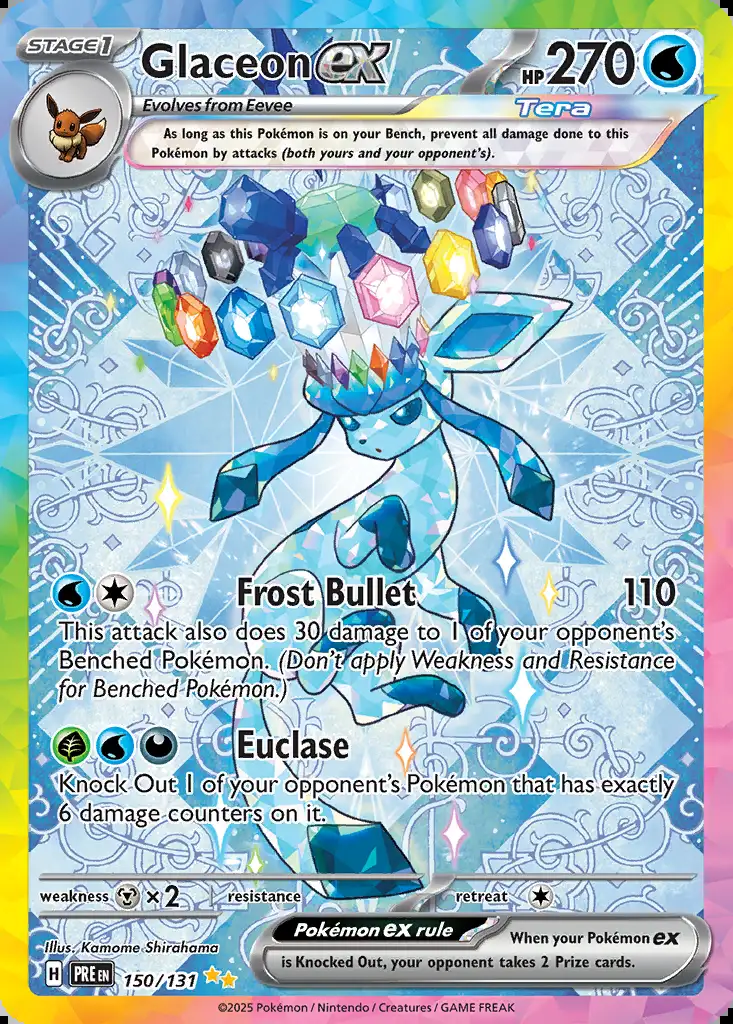 STAGE1
Glaceon ex
HP 270
Evolves from Eevee
Tera
As long as this Pokémon is on your Bench, prevent all damage done to this
Pokémon by attacks (both yours and your opponent's).
Frost Bullet 110
This attack also does 30 damage to 1 of your opponent's
Benched Pokémon. (Don't apply Weakness and Resistance
for Benched Pokémon.)
Euclase
Knock Out 1 of your opponent's Pokémon that has exactly
6 damage counters on it.
weakness ×2 resistance retreat
Illus. Kamome Shirahama
Pokémon ex rule
When your Pokémon ex
is Knocked Out, your opponent takes 2 Prize cards.
H PRE EN 150/131
©2025 Pokémon / Nintendo / Creatures / GAME FREAK